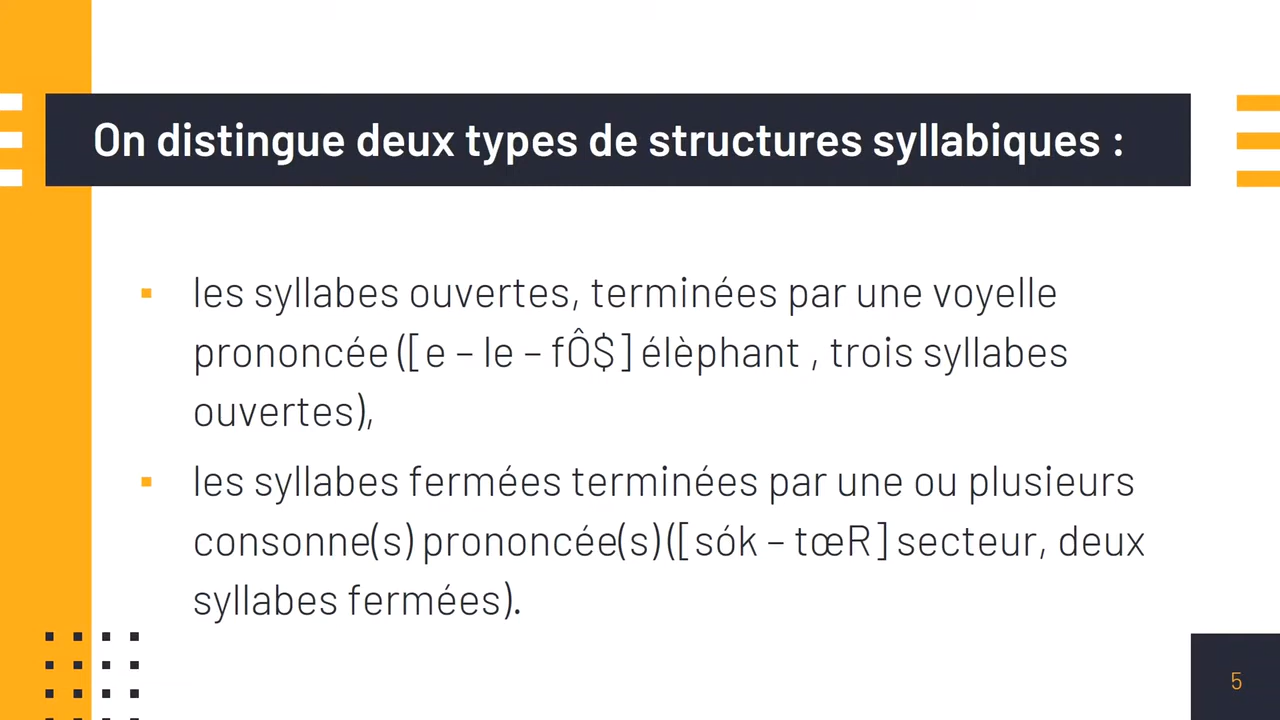 On distingue deux types de structures syllabiques :
▪ les syllabes ouvertes, terminées par une voyelle
prononcée ([e – le – fÔ$] élèphant , trois syllabes
ouvertes),
▪ les syllabes fermées terminées par une ou plusieurs
consonne(s) prononcée(s) ([sók – tœR] secteur, deux
syllabes fermées).
5